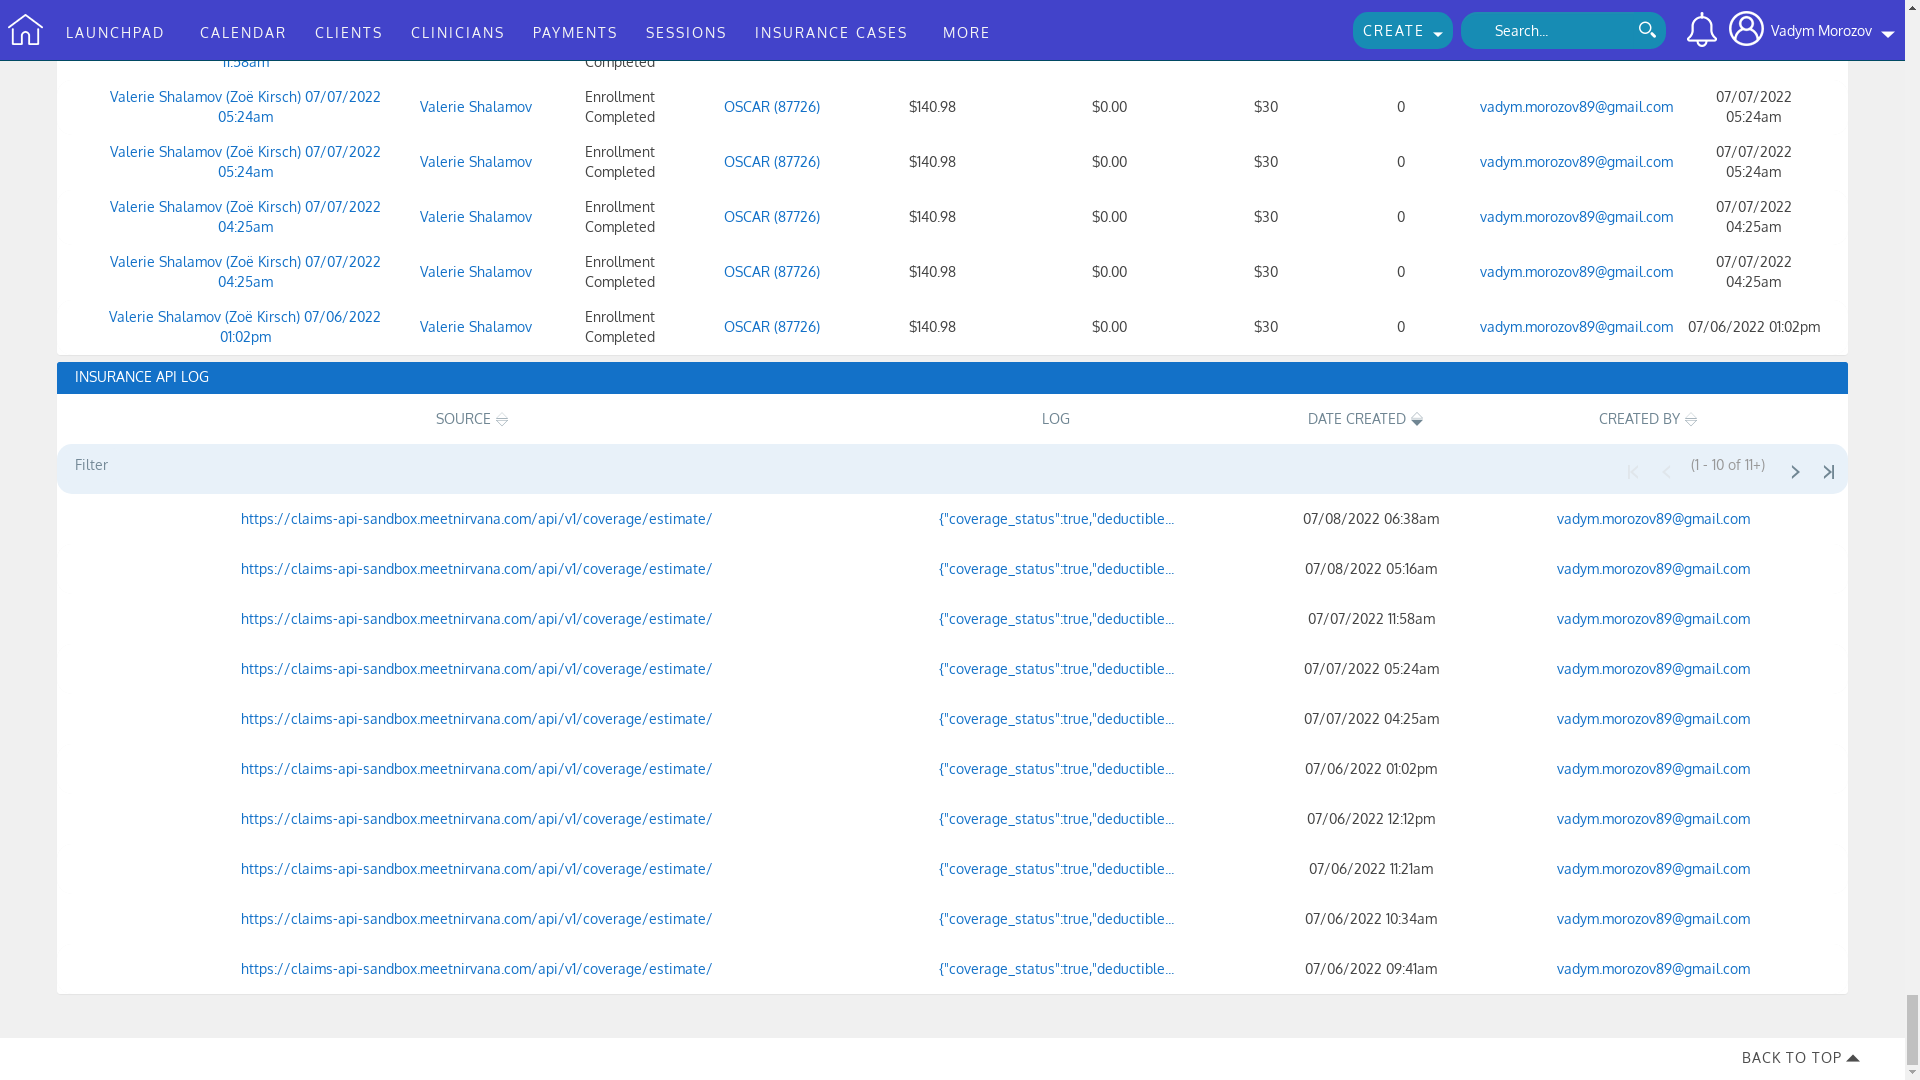 LAUNCHPAD CALENDAR CLIENTS CLINICIANS PAYMENTS SESSIONS INSURANCE CASES MORE CREATE Search... Vadym Morozov
11:58am Completed
Valerie Shalamov (Zoë Kirsch) 07/07/2022 05:24am Valerie Shalamov Enrollment Completed OSCAR (87726) $140.98 $0.00 $30 0 vadym.morozov89@gmail.com 07/07/2022 05:24am
Valerie Shalamov (Zoë Kirsch) 07/07/2022 05:24am Valerie Shalamov Enrollment Completed OSCAR (87726) $140.98 $0.00 $30 0 vadym.morozov89@gmail.com 07/07/2022 05:24am
Valerie Shalamov (Zoë Kirsch) 07/07/2022 04:25am Valerie Shalamov Enrollment Completed OSCAR (87726) $140.98 $0.00 $30 0 vadym.morozov89@gmail.com 07/07/2022 04:25am
Valerie Shalamov (Zoë Kirsch) 07/07/2022 04:25am Valerie Shalamov Enrollment Completed OSCAR (87726) $140.98 $0.00 $30 0 vadym.morozov89@gmail.com 07/07/2022 04:25am
Valerie Shalamov (Zoë Kirsch) 07/06/2022 01:02pm Valerie Shalamov Enrollment Completed OSCAR (87726) $140.98 $0.00 $30 0 vadym.morozov89@gmail.com 07/06/2022 01:02pm
INSURANCE API LOG
SOURCE LOG DATE CREATED CREATED BY
Filter (1 - 10 of 11+)
https://claims-api-sandbox.meetnirvana.com/api/v1/coverage/estimate/ {"coverage_status":true,"deductible... 07/08/2022 06:38am vadym.morozov89@gmail.com
https://claims-api-sandbox.meetnirvana.com/api/v1/coverage/estimate/ {"coverage_status":true,"deductible... 07/08/2022 05:16am vadym.morozov89@gmail.com
https://claims-api-sandbox.meetnirvana.com/api/v1/coverage/estimate/ {"coverage_status":true,"deductible... 07/07/2022 11:58am vadym.morozov89@gmail.com
https://claims-api-sandbox.meetnirvana.com/api/v1/coverage/estimate/ {"coverage_status":true,"deductible... 07/07/2022 05:24am vadym.morozov89@gmail.com
https://claims-api-sandbox.meetnirvana.com/api/v1/coverage/estimate/ {"coverage_status":true,"deductible... 07/07/2022 04:25am vadym.morozov89@gmail.com
https://claims-api-sandbox.meetnirvana.com/api/v1/coverage/estimate/ {"coverage_status":true,"deductible... 07/06/2022 01:02pm vadym.morozov89@gmail.com
https://claims-api-sandbox.meetnirvana.com/api/v1/coverage/estimate/ {"coverage_status":true,"deductible... 07/06/2022 12:12pm vadym.morozov89@gmail.com
https://claims-api-sandbox.meetnirvana.com/api/v1/coverage/estimate/ {"coverage_status":true,"deductible... 07/06/2022 11:21am vadym.morozov89@gmail.com
https://claims-api-sandbox.meetnirvana.com/api/v1/coverage/estimate/ {"coverage_status":true,"deductible... 07/06/2022 10:34am vadym.morozov89@gmail.com
https://claims-api-sandbox.meetnirvana.com/api/v1/coverage/estimate/ {"coverage_status":true,"deductible... 07/06/2022 09:41am vadym.morozov89@gmail.com
BACK TO TOP